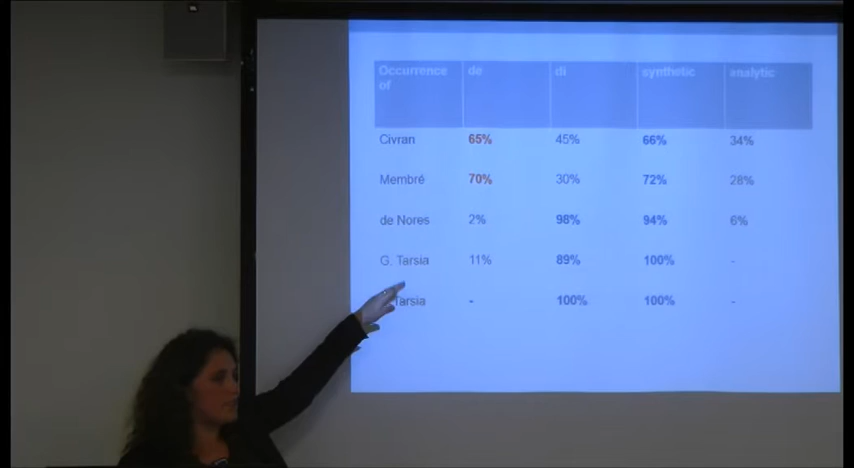 Occurrence of de di synthetic analytic
Civran 65% 45% 66% 34%
Membré 70% 30% 72% 28%
de Nores 2% 98% 94% 6%
G. Tarsia 11% 89% 100% -
Tarsia - 100% 100% -